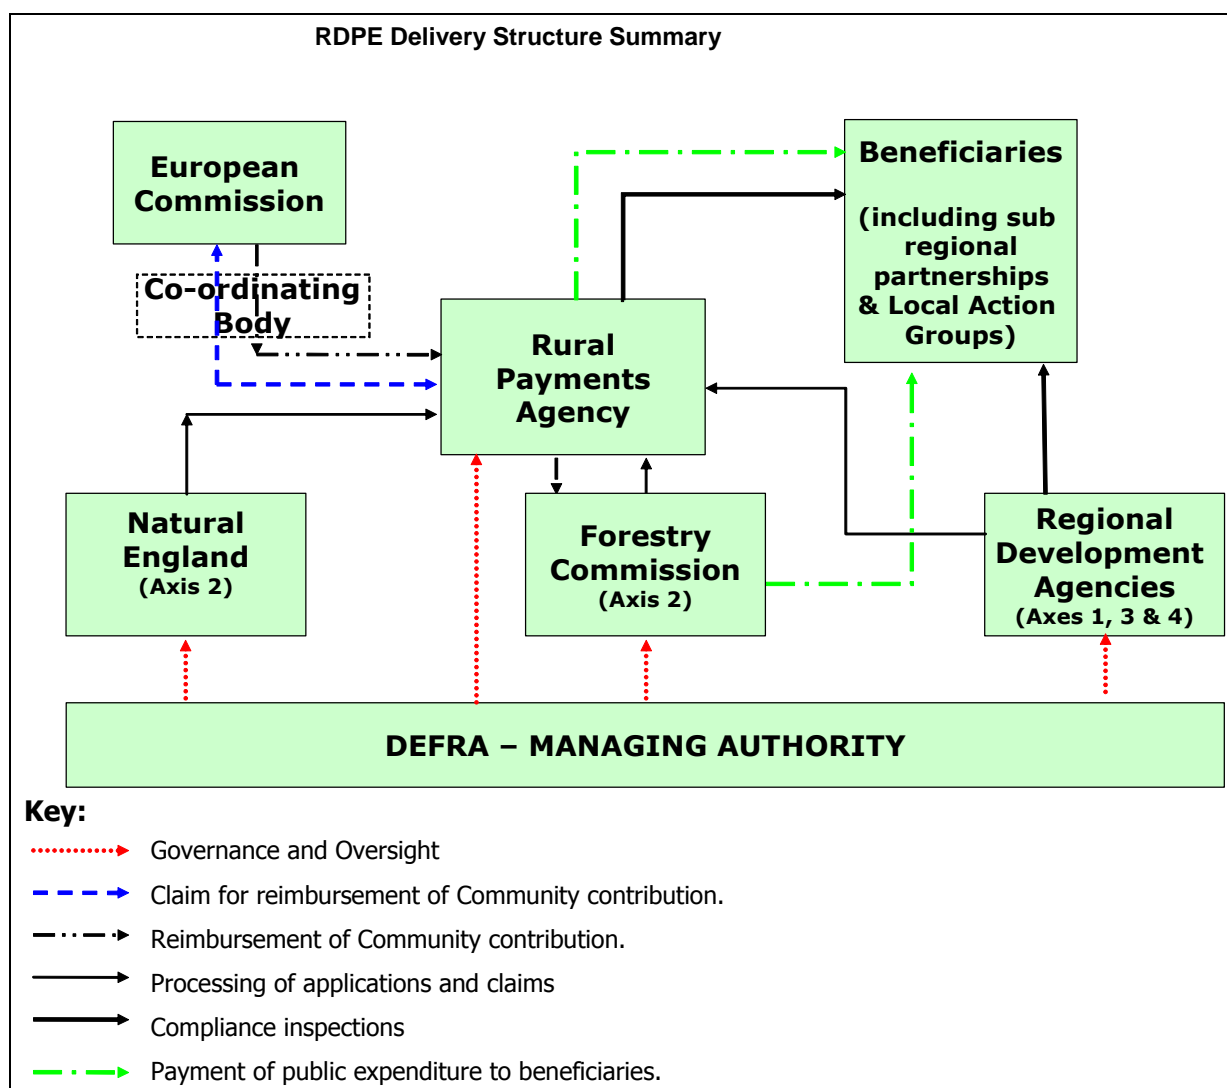 RDPE Delivery Structure Summary
European
Commission
Co-ordinating
Body
Beneficiaries
(including sub
regional
partnerships
& Local Action
Groups)
Rural
Payments
Agency
Natural
England
(Axis 2)
Forestry
Commission
(Axis 2)
Regional
Development
Agencies
(Axes 1, 3 & 4)
DEFRA – MANAGING AUTHORITY
Key:
Governance and Oversight
Claim for reimbursement of Community contribution.
Reimbursement of Community contribution.
Processing of applications and claims
Compliance inspections
Payment of public expenditure to beneficiaries.